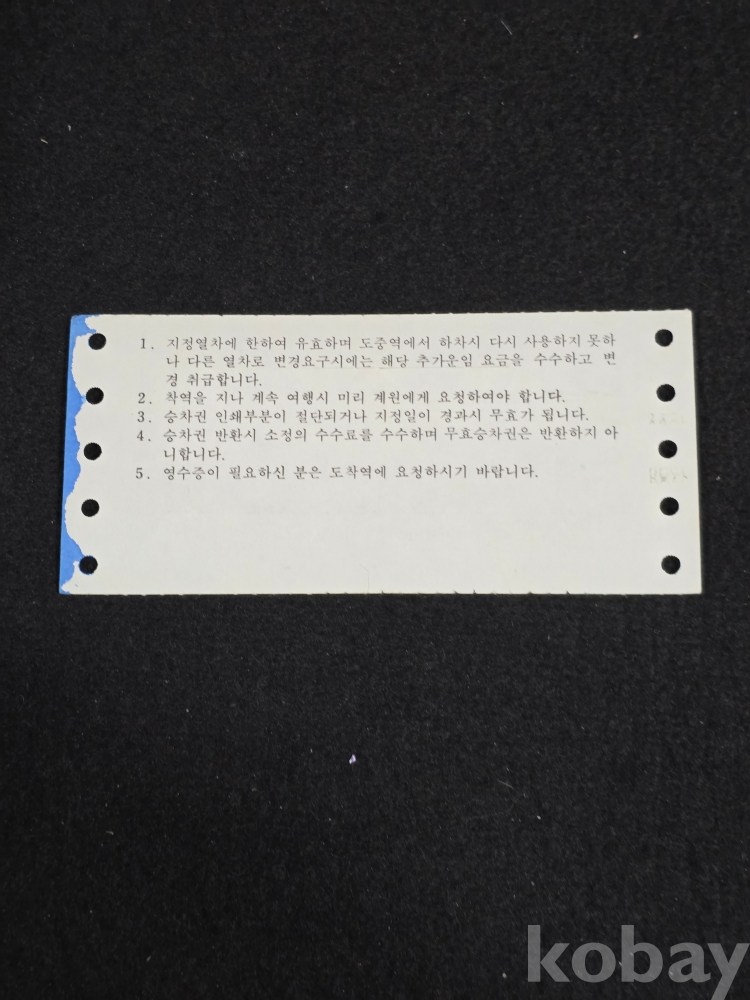 1. 지정열차에 한하여 유효하며 도중역에서 하차시 다시 사용하지 못하
나 다른 열차로 변경요구시에는 해당 추가운임 요금을 수수하고 변
경 취급합니다.
2. 착역을 지나 계속 여행시 미리 계원에게 요청하여야 합니다.
3. 승차권 인쇄부분이 절단되거나 지정일이 경과시 무효가 됩니다.
4. 승차권 반환시 소정의 수수료를 수수하며 무효승차권은 반환하지 아
니합니다.
5. 영수증이 필요하신 분은 도착역에 요청하시기 바랍니다.
kobay